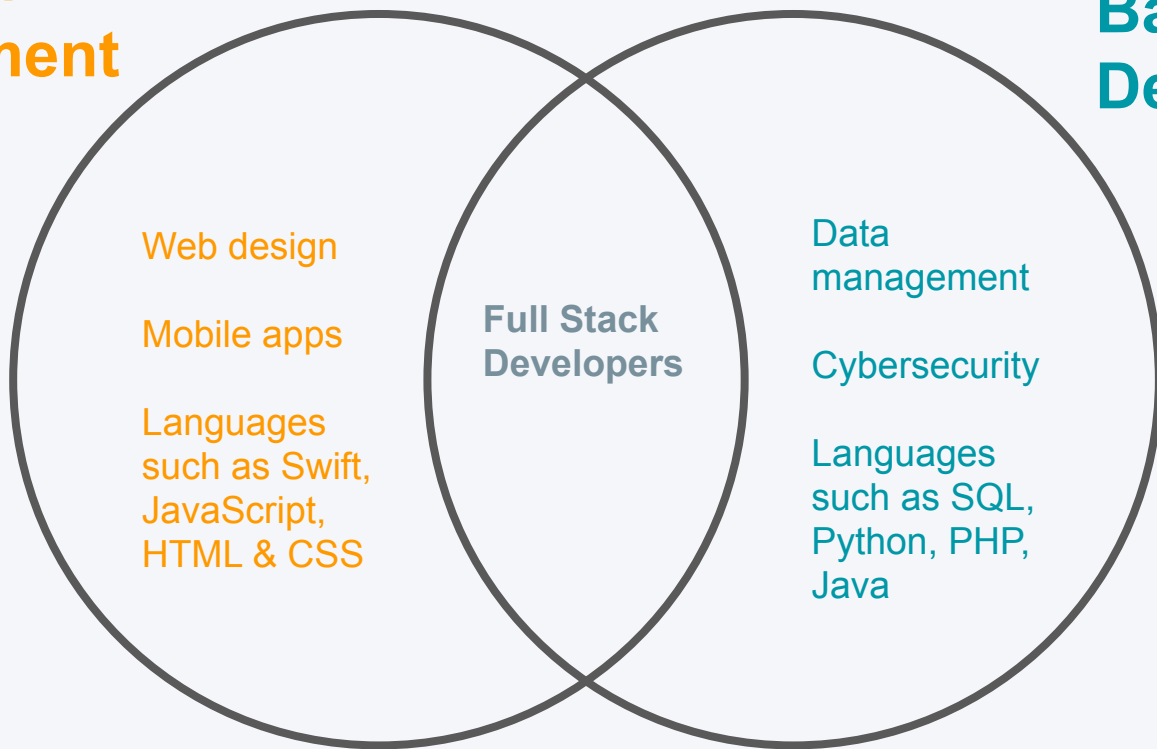 ment
Ba
De
Web design
Mobile apps
Languages
such as Swift,
JavaScript,
HTML & CSS
Full Stack
Developers
Data
management
Cybersecurity
Languages
such as SQL,
Python, PHP,
Java